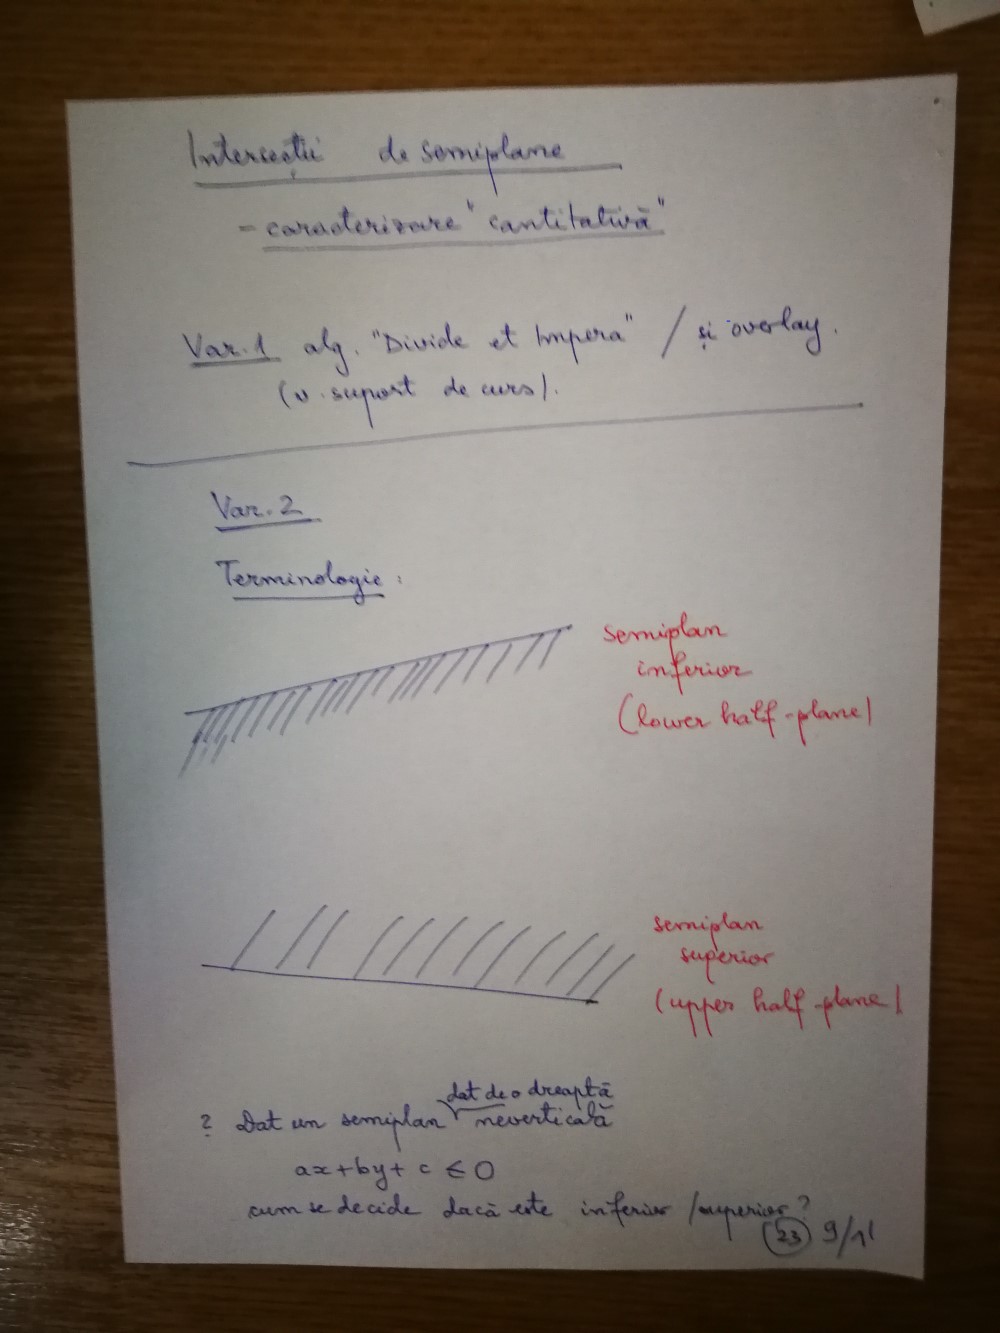 Intersecții de semiplane
- caracterizare "cantitativă"
Var. 1 alg. "Divide et Impera" / și overlay.
(v. suport de curs).
Var. 2
Terminologie:
semiplan
inferior
(lower half-plane)
semiplan
superior
(upper half-plane)
dat de o dreaptă
? Dat un semiplan neverticală
ax+by+c ≤ 0
cum se decide dacă este inferior/superior?
23 9/11